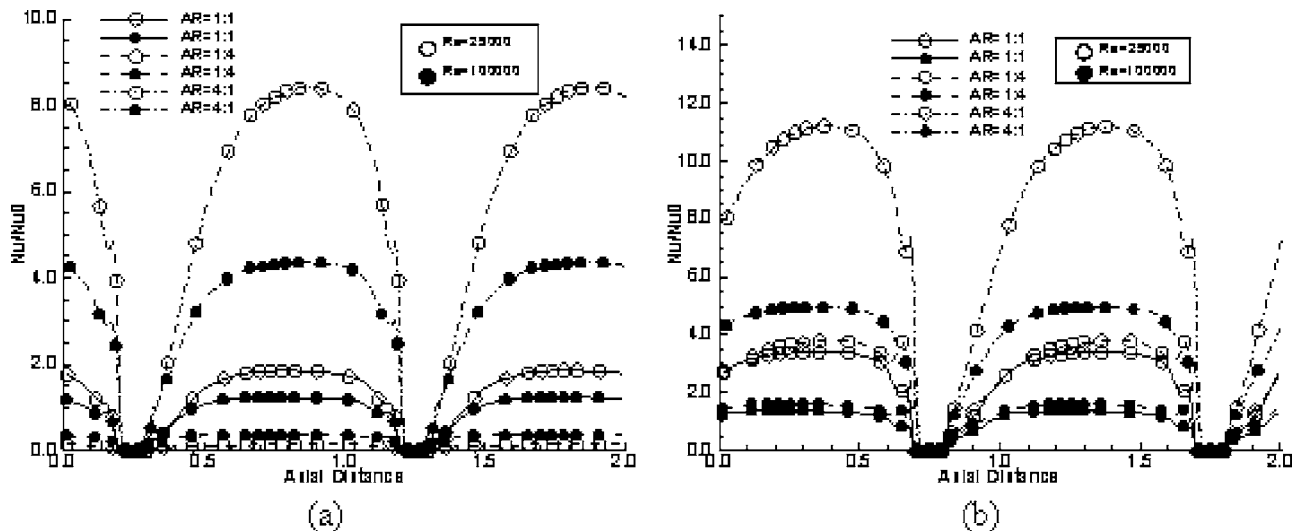 10.0
8.0
6.0
4.0
2.0
0.0
Nu/Nu0
AR=1:1
AR=1:1
AR=1:4
AR=1:4
AR=4:1
AR=4:1
Re=25000
Re=100000
0.0 0.5 1.0 1.5 2.0
Axial Distance
(a)
14.0
12.0
10.0
8.0
6.0
4.0
2.0
0.0
Nu/Nu0
AR=1:1
AR=1:1
AR=1:4
AR=1:4
AR=4:1
AR=4:1
Re=25000
Re=100000
0.0 0.5 1.0 1.5 2.0
Axial Distance
(b)